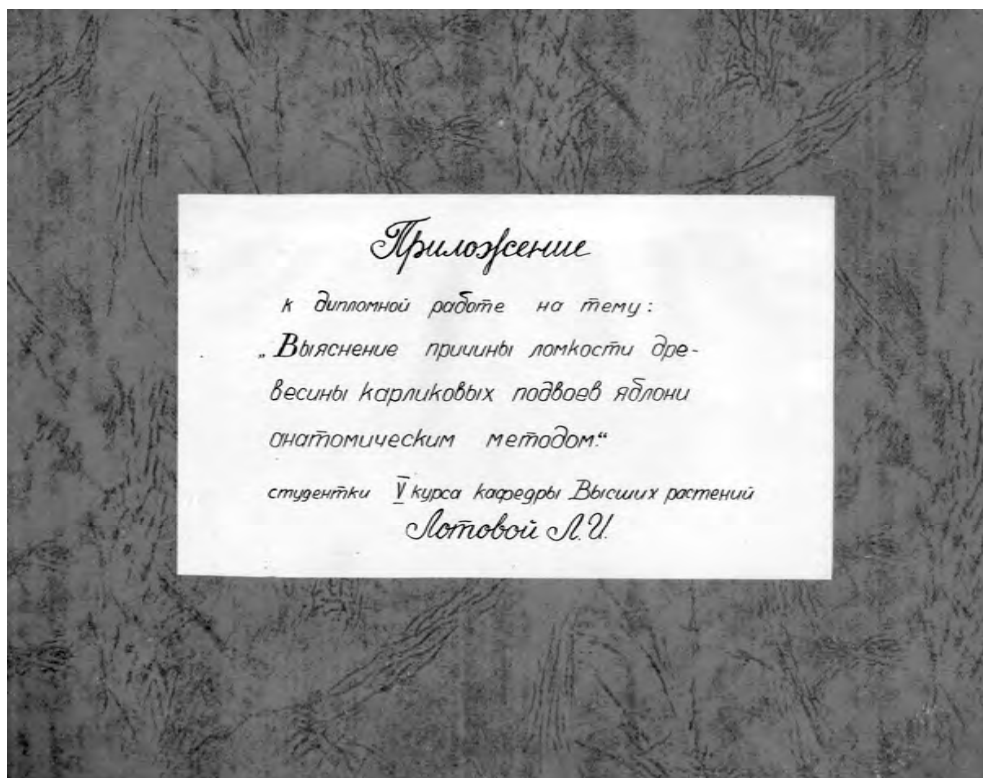 Приложение
к дипломной работе на тему:
„Выяснение причины ломкости дре-
весины карликовых подвоев яблони
анатомическим методом.“
студентки V курса кафедры Высших растений
Лотовой Л.И.